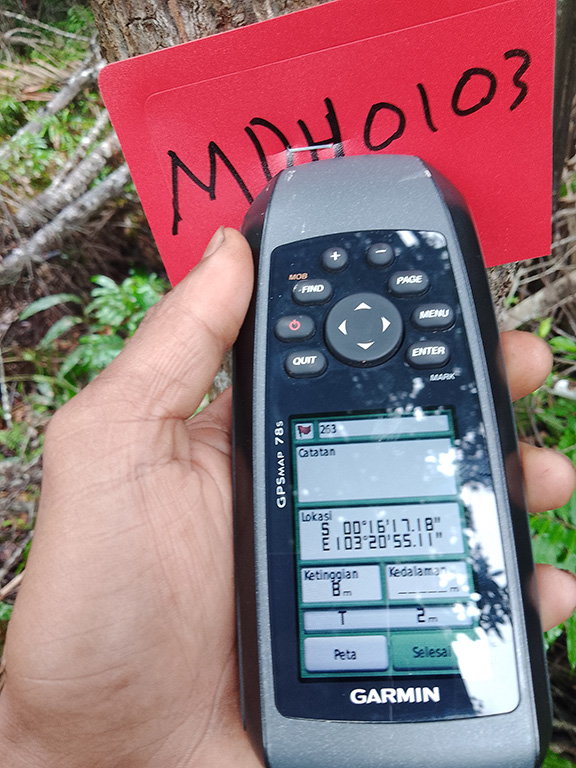 MDH0103
+ −
MOB
FIND PAGE
MENU
QUIT ENTER
MARK
GPSMAP 78s
263
Catatan
Lokasi
S 00°16'17.18"
E103°20'55.11"
Ketinggian Kedalaman
8m _____m
T 2m
Peta Selesai
GARMIN